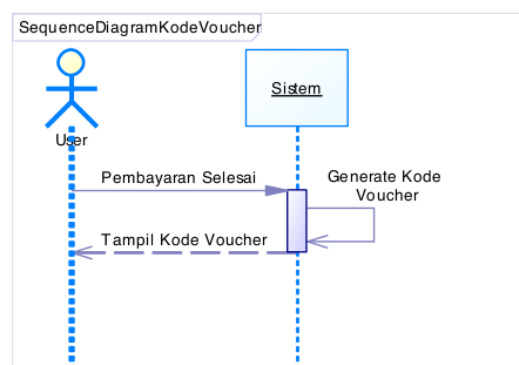 SequenceDiagramKodeVoucher
Sistem
User
Pembayaran Selesai
Generate Kode
Voucher
Tampil Kode Voucher